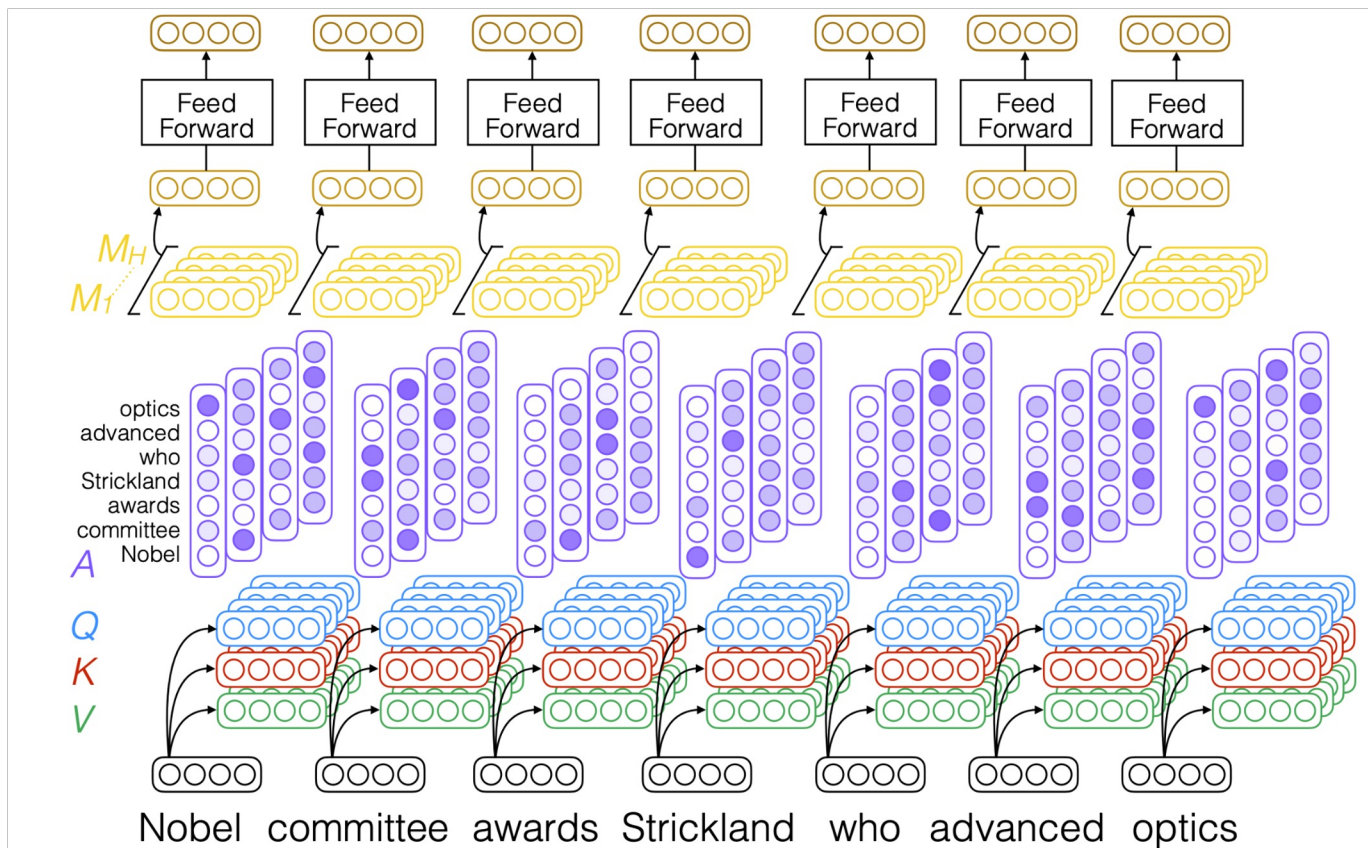 Feed Forward
Feed Forward
Feed Forward
Feed Forward
Feed Forward
Feed Forward
Feed Forward
MH
M1
optics
advanced
who
Strickland
awards
committee
Nobel
A
Q
K
V
Nobel committee awards Strickland who advanced optics